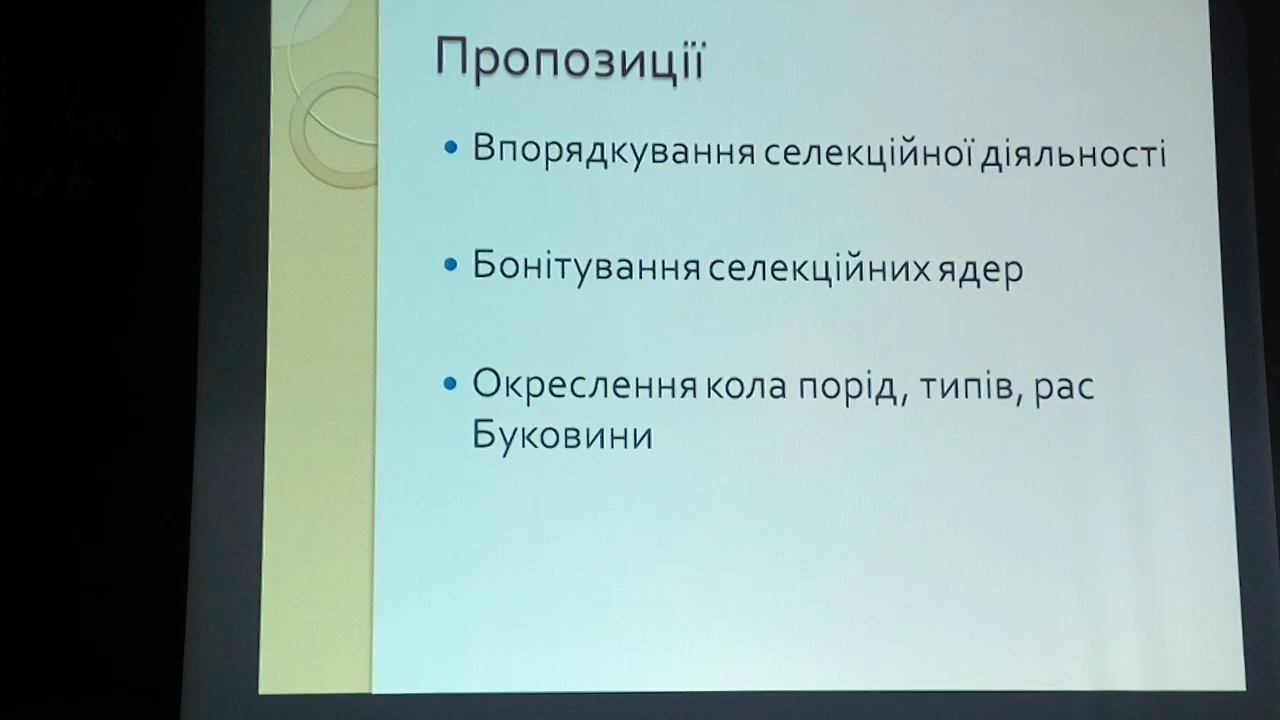 Пропозиції
• Впорядкування селекційної діяльності
• Бонітування селекційних ядер
• Окреслення кола порід, типів, рас
Буковини